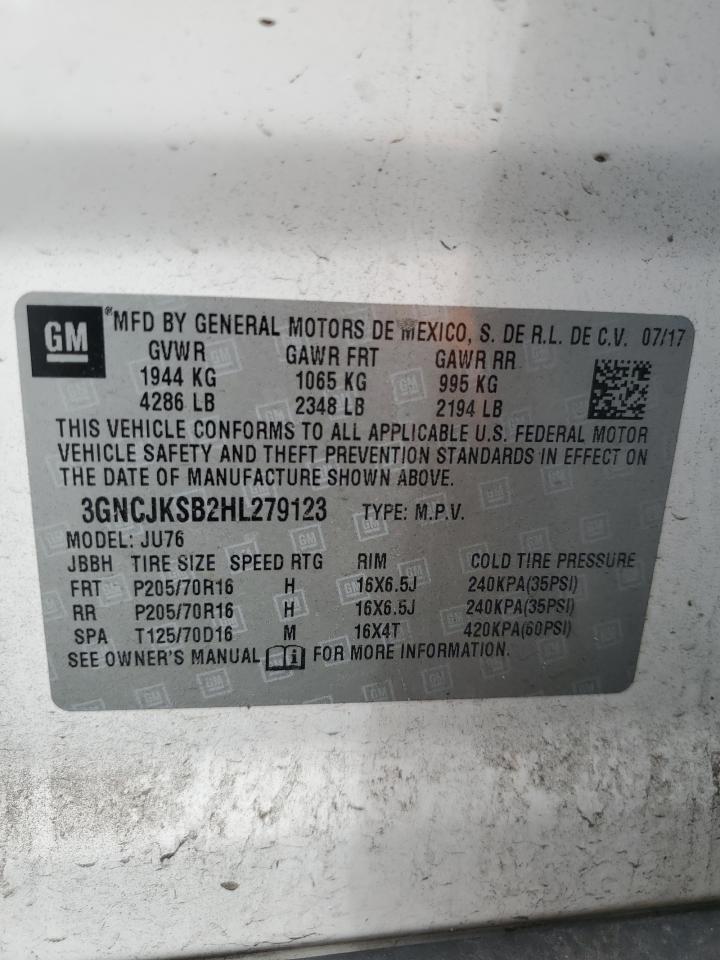 GM
®MFD BY GENERAL MOTORS DE MEXICO, S. DE R.L. DE C.V. 07/17
GVWR GAWR FRT GAWR RR
1944 KG 1065 KG 995 KG
4286 LB 2348 LB 2194 LB
THIS VEHICLE CONFORMS TO ALL APPLICABLE U.S. FEDERAL MOTOR
VEHICLE SAFETY AND THEFT PREVENTION STANDARDS IN EFFECT ON
THE DATE OF MANUFACTURE SHOWN ABOVE.
3GNCJKSB2HL279123 TYPE: M.P.V.
MODEL: JU76
JBBH TIRE SIZE SPEED RTG RIM COLD TIRE PRESSURE
FRT P205/70R16 H 16X6.5J 240KPA(35PSI)
RR P205/70R16 H 16X6.5J 240KPA(35PSI)
SPA T125/70D16 M 16X4T 420KPA(60PSI)
SEE OWNER'S MANUAL i FOR MORE INFORMATION.